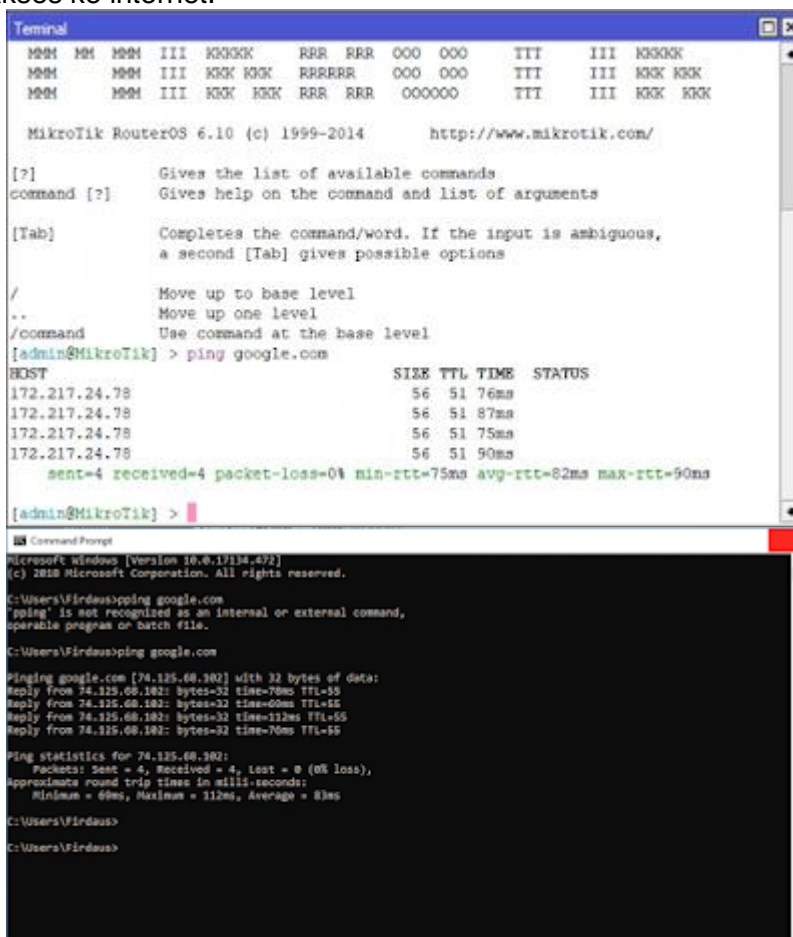 akses ke internet.
Terminal
MMM MM MMM III KKKKK RRR RRR OOO OOO TTT III KKKKK
MMM MMM III KKK KKK RRRRRR OOO OOO TTT III KKK KKK
MMM MMM III KKK KKK RRR RRR OOOOOO TTT III KKK KKK
MikroTik RouterOS 6.10 (c) 1999-2014 http://www.mikrotik.com/
[?] Gives the list of available commands
command [?] Gives help on the command and list of arguments
[Tab] Completes the command/word. If the input is ambiguous,
a second [Tab] gives possible options
/ Move up to base level
.. Move up one level
/command Use command at the base level
[admin@MikroTik] > ping google.com
HOST SIZE TTL TIME STATUS
172.217.24.78 56 51 76ms
172.217.24.78 56 51 87ms
172.217.24.78 56 51 75ms
172.217.24.78 56 51 90ms
sent=4 received=4 packet-loss=0% min-rtt=75ms avg-rtt=82ms max-rtt=90ms
[admin@MikroTik] >
Command Prompt
Microsoft Windows [Version 10.0.17134.472]
(c) 2018 Microsoft Corporation. All rights reserved.
C:\Users\Firdaus>pping google.com
'pping' is not recognized as an internal or external command,
operable program or batch file.
C:\Users\Firdaus>ping google.com
Pinging google.com [74.125.68.102] with 32 bytes of data:
Reply from 74.125.68.102: bytes=32 time=78ms TTL=55
Reply from 74.125.68.102: bytes=32 time=69ms TTL=55
Reply from 74.125.68.102: bytes=32 time=112ms TTL=55
Reply from 74.125.68.102: bytes=32 time=76ms TTL=55
Ping statistics for 74.125.68.102:
Packets: Sent = 4, Received = 4, Lost = 0 (0% loss),
Approximate round trip times in milli-seconds:
Minimum = 69ms, Maximum = 112ms, Average = 83ms
C:\Users\Firdaus>
C:\Users\Firdaus>